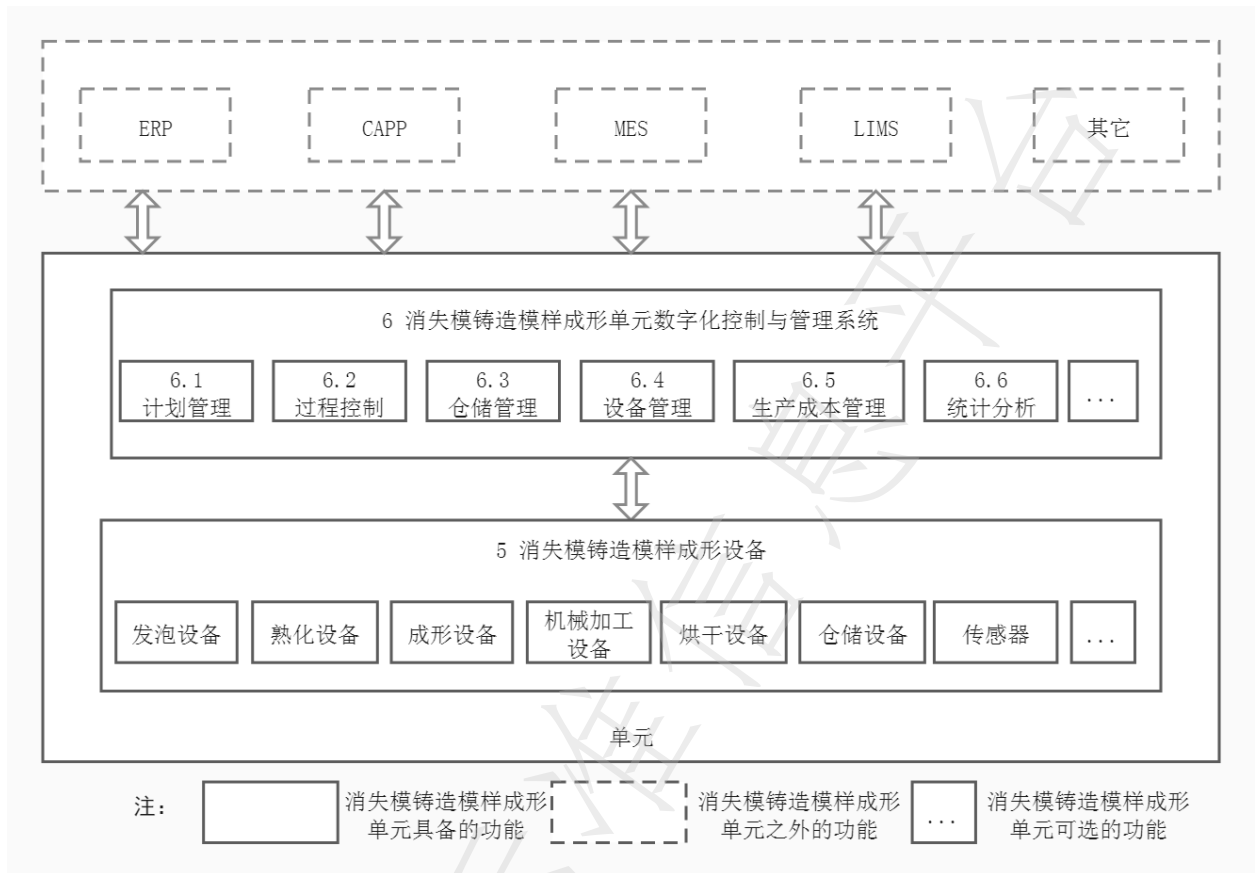 ERP
CAPP
MES
LIMS
其它
6 消失模铸造模样成形单元数字化控制与管理系统
6.1
计划管理
6.2
过程控制
6.3
仓储管理
6.4
设备管理
6.5
生产成本管理
6.6
统计分析
...
5 消失模铸造模样成形设备
发泡设备
熟化设备
成形设备
机械加工
设备
烘干设备
仓储设备
传感器
...
单元
注：
消失模铸造模样成形
单元具备的功能
消失模铸造模样成形
单元之外的功能
...
消失模铸造模样成形
单元可选的功能
准信息平台